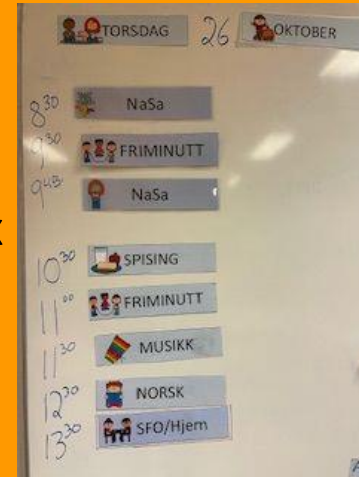 TORSDAG 26 OKTOBER
8³⁰ NaSa
9³⁰ FRIMINUTT
9⁴⁵ NaSa
10³⁰ SPISING
11⁰⁰ FRIMINUTT
11³⁰ MUSIKK
12³⁰ NORSK
13³⁰ SFO/Hjem